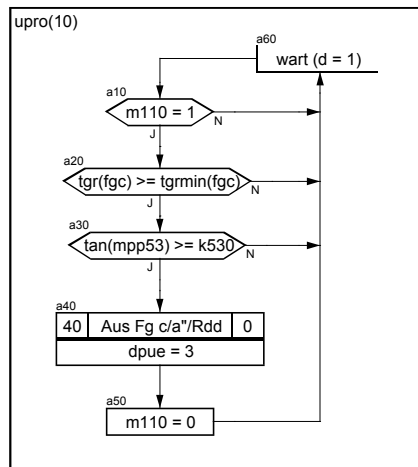 upro(10)
a60
wart (d = 1)
a10
m110 = 1
N
J
a20
tgr(fgc) >= tgrmin(fgc)
N
J
a30
tan(mpp53) >= k530
N
J
a40
40 Aus Fg c/a"/Rdd 0
dpue = 3
a50
m110 = 0